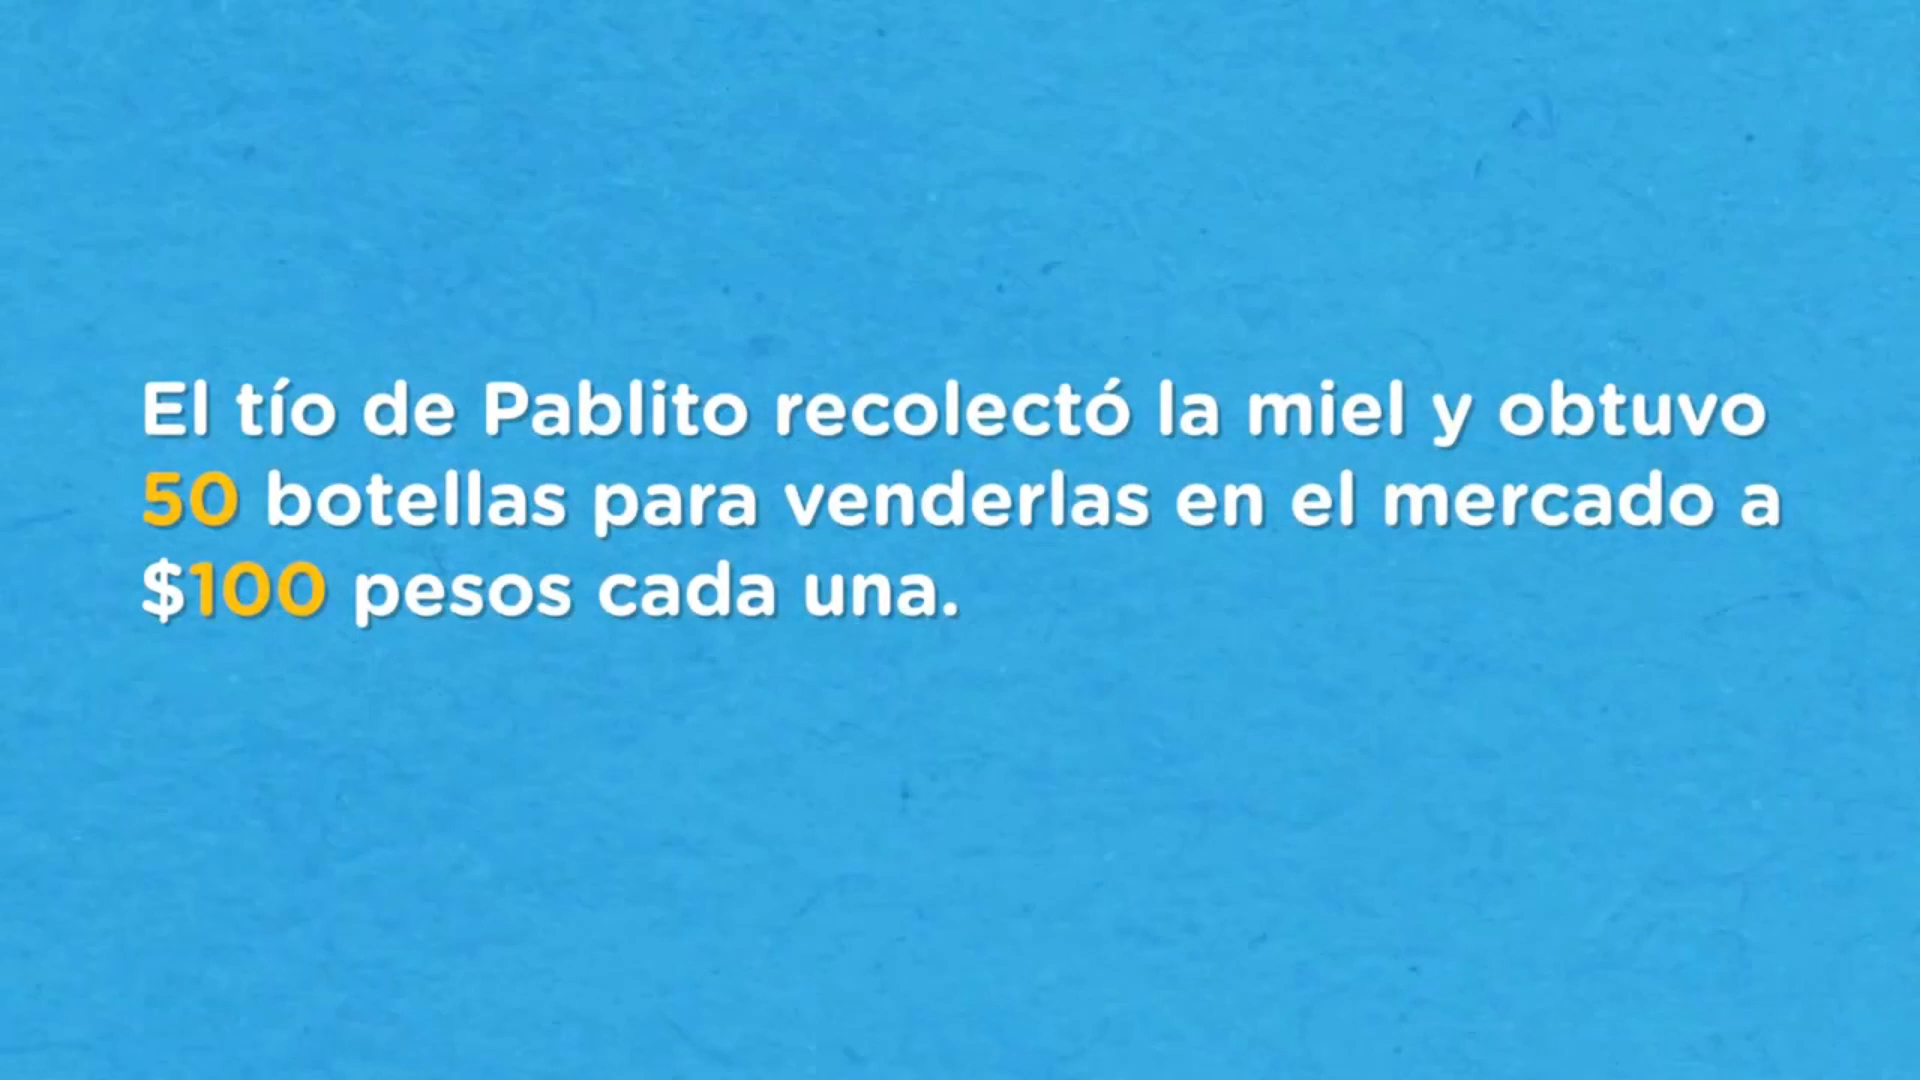 El tío de Pablito recolectó la miel y obtuvo
50 botellas para venderlas en el mercado a
$100 pesos cada una.